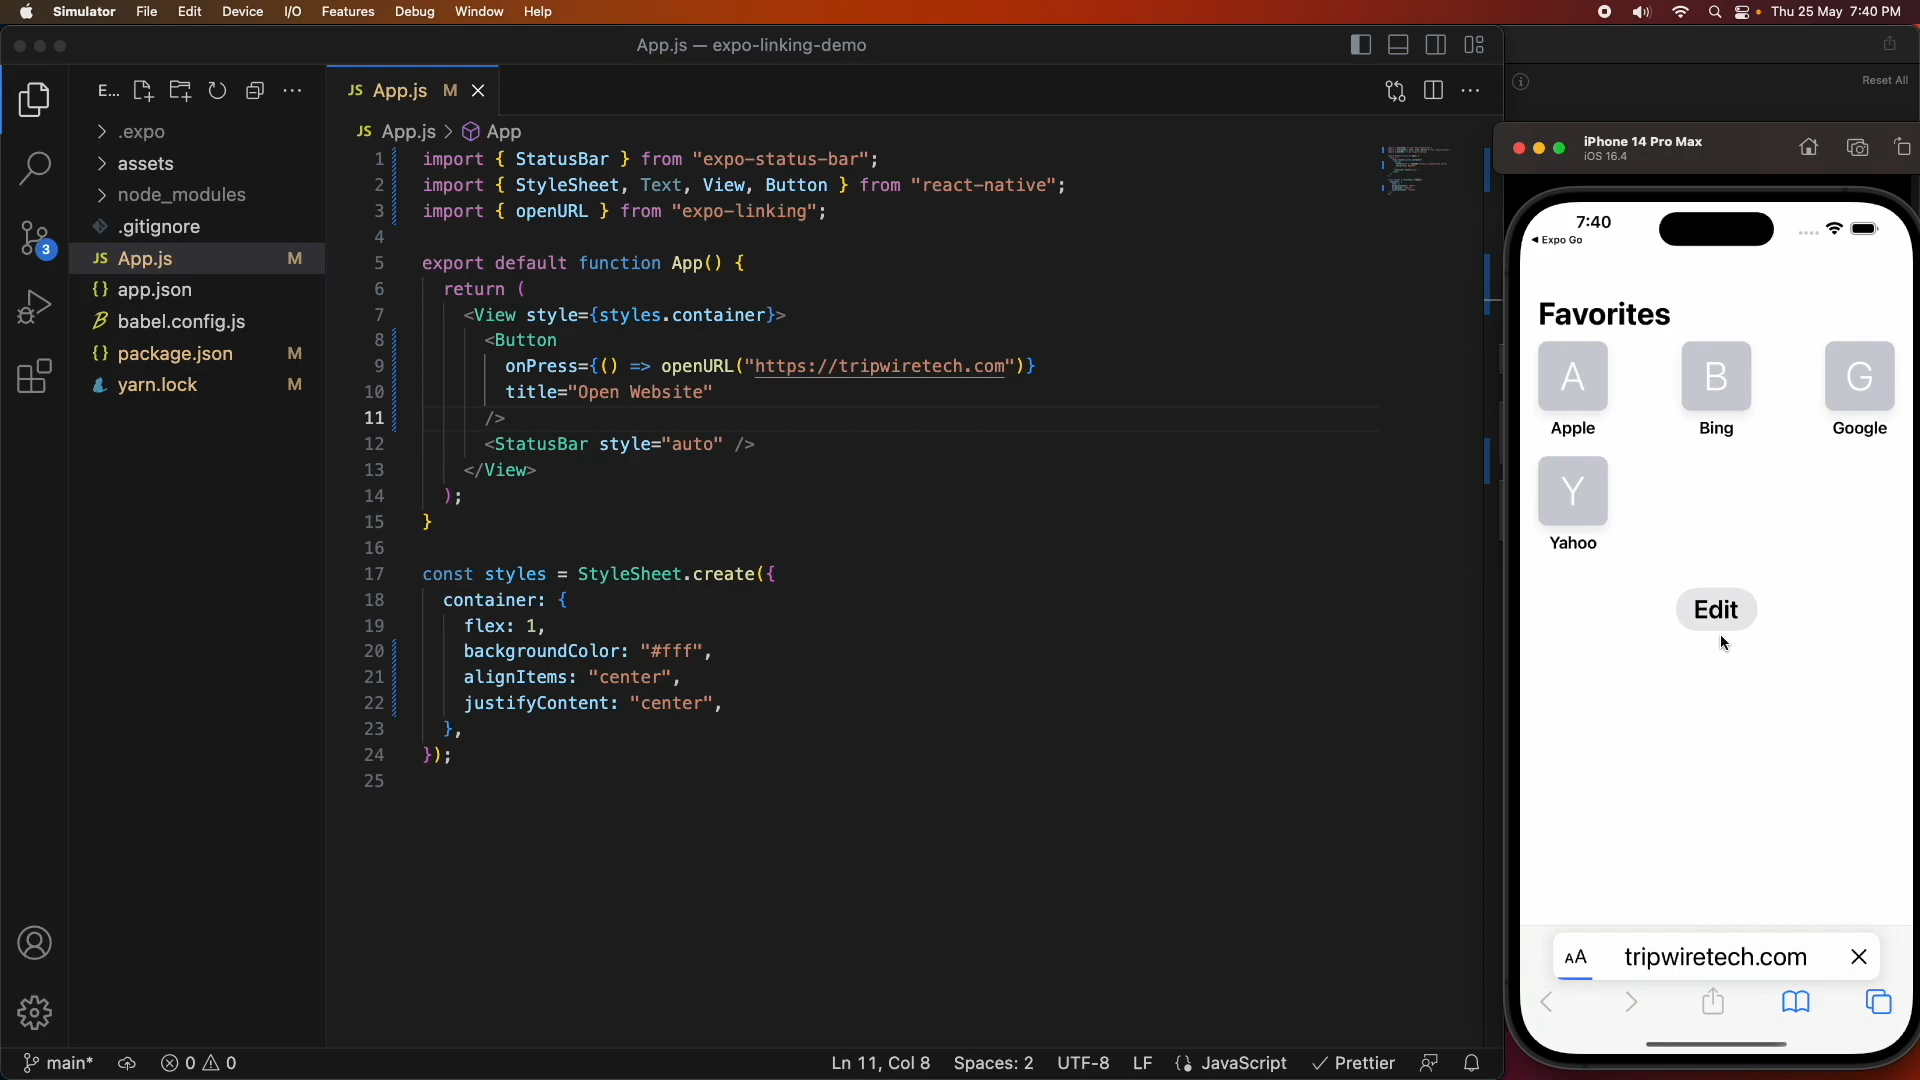 Simulator File Edit Device I/O Features Debug Window Help Thu 25 May 7:40 PM
App.js — expo-linking-demo
Reset All
E... JS App.js M
JS App.js > App
.expo
assets
node_modules
.gitignore
JS App.js M
{} app.json
babel.config.js
{} package.json M
yarn.lock M
3
1 import { StatusBar } from "expo-status-bar";
2 import { StyleSheet, Text, View, Button } from "react-native";
3 import { openURL } from "expo-linking";
4
5 export default function App() {
6 return (
7 <View style={styles.container}>
8 <Button
9 onPress={() => openURL("https://tripwiretech.com")}
10 title="Open Website"
11 />
12 <StatusBar style="auto" />
13 </View>
14 );
15 }
16
17 const styles = StyleSheet.create({
18 container: {
19 flex: 1,
20 backgroundColor: "#fff",
21 alignItems: "center",
22 justifyContent: "center",
23 },
24 });
25
iPhone 14 Pro Max
iOS 16.4
7:40
Expo Go
Favorites
A B G
Apple Bing Google
Y
Yahoo
Edit
AA tripwiretech.com
main* 0 0 Ln 11, Col 8 Spaces: 2 UTF-8 LF {} JavaScript Prettier